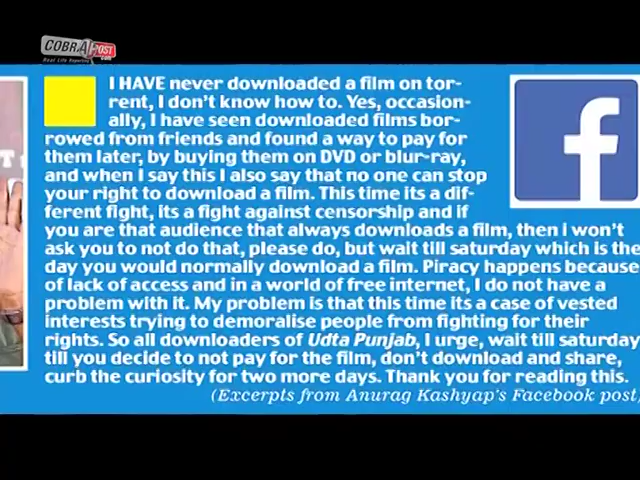 COBRAPOST
.com
Real Life Reporting
I HAVE never downloaded a film on tor-
rent, I don't know how to. Yes, occasion-
ally, I have seen downloaded films bor-
rowed from friends and found a way to pay for
them later, by buying them on DVD or blur-ray,
and when I say this I also say that no one can stop
your right to download a film. This time its a dif-
ferent fight, its a fight against censorship and if
you are that audience that always downloads a film, then I won't
ask you to not do that, please do, but wait till saturday which is the
day you would normally download a film. Piracy happens because
of lack of access and in a world of free internet, I do not have a
problem with it. My problem is that this time its a case of vested
interests trying to demoralise people from fighting for their
rights. So all downloaders of Udta Punjab, I urge, wait till saturday
till you decide to not pay for the film, don't download and share,
curb the curiosity for two more days. Thank you for reading this.
(Excerpts from Anurag Kashyap's Facebook post)
f
T